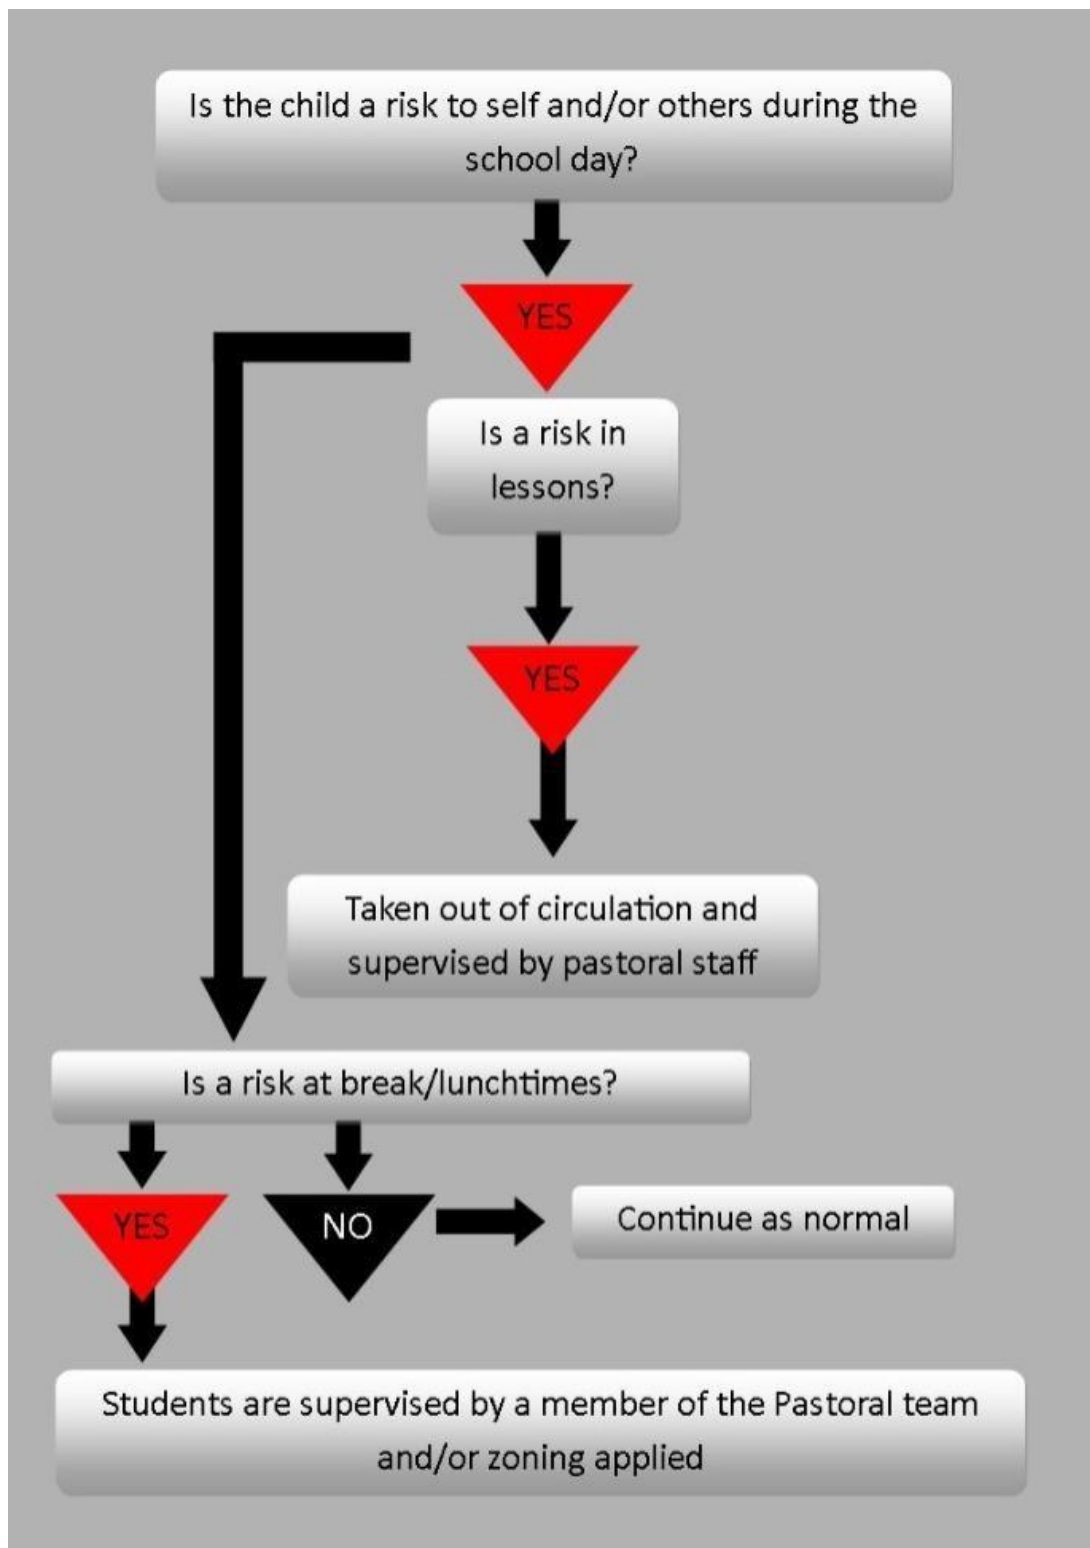 Is the child a risk to self and/or others during the
school day?
YES
Is a risk in
lessons?
YES
Taken out of circulation and
supervised by pastoral staff
Is a risk at break/lunchtimes?
YES
NO
Continue as normal
Students are supervised by a member of the Pastoral team
and/or zoning applied